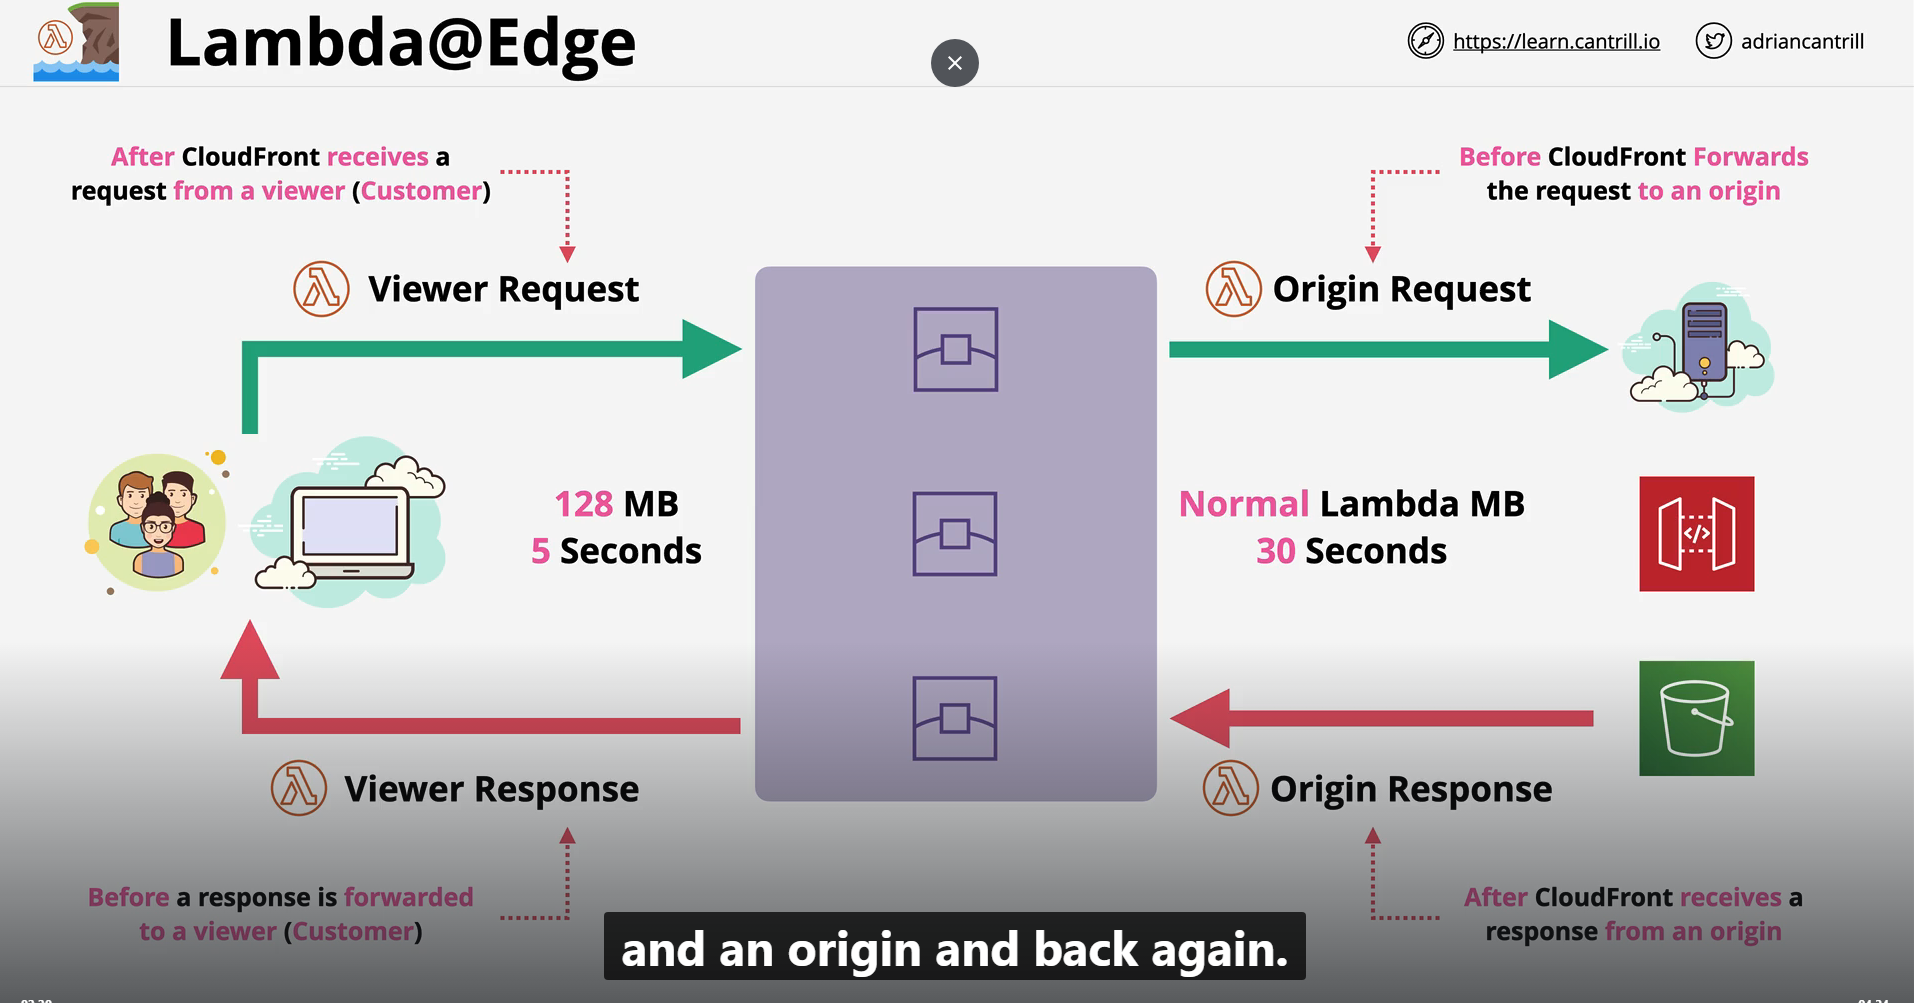 Lambda@Edge
https://learn.cantrill.io
adriancantrill
After CloudFront receives a
request from a viewer (Customer)
Before CloudFront Forwards
the request to an origin
Viewer Request
Origin Request
128 MB
5 Seconds
Normal Lambda MB
30 Seconds
</>
Viewer Response
Origin Response
Before a response is forwarded
to a viewer (Customer)
After CloudFront receives a
response from an origin
and an origin and back again.